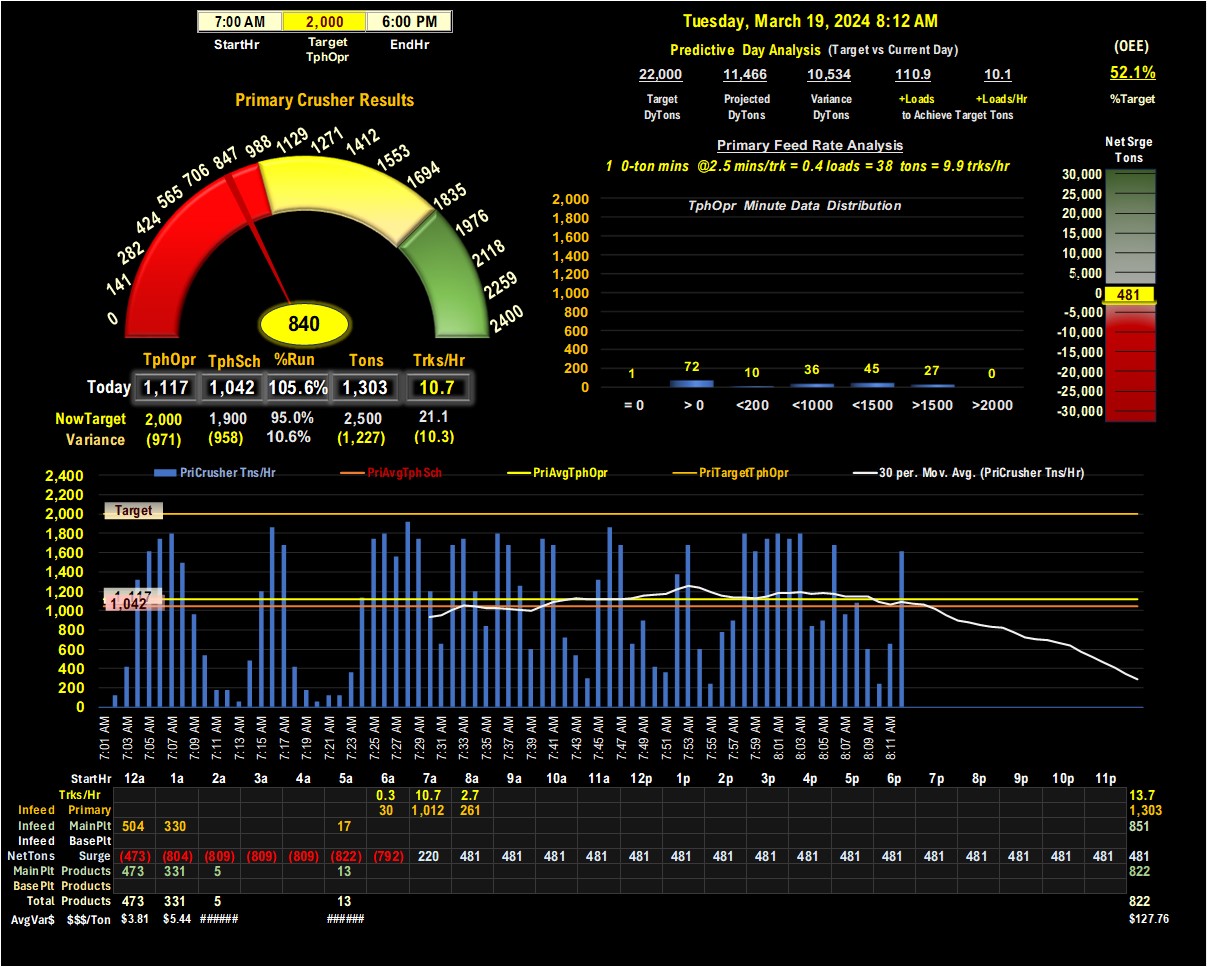 7:00 AM 2,000 6:00 PM
StartHr Target TphOpr EndHr
Tuesday, March 19, 2024 8:12 AM
Predictive Day Analysis (Target vs Current Day)
22,000 11,466 10,534 110.9 10.1
Target DyTons Projected DyTons Variance DyTons +Loads +Loads/Hr
to Achieve Target Tons
(OEE)
52.1%
%Target
Primary Crusher Results
0 141 282 424 565 706 847 988 1129 1271 1412 1553 1694 1835 1976 2118 2259 2400
840
TphOpr TphSch %Run Tons Trks/Hr
Today 1,117 1,042 105.6% 1,303 10.7
NowTarget 2,000 1,900 95.0% 2,500 21.1
Variance (971) (958) 10.6% (1,227) (10.3)
Primary Feed Rate Analysis
1 0-ton mins @2.5 mins/trk = 0.4 loads = 38 tons = 9.9 trks/hr
TphOpr Minute Data Distribution
2,000
1,800
1,600
1,400
1,200
1,000
800
600
400
200
0
1 72 10 36 45 27 0
= 0 > 0 <200 <1000 <1500 >1500 >2000
Net Srge
Tons
30,000
25,000
20,000
15,000
10,000
5,000
0 481
-5,000
-10,000
-15,000
-20,000
-25,000
-30,000
PriCrusher Tns/Hr PriAvgTphSch PriAvgTphOpr PriTargetTphOpr 30 per. Mov. Avg. (PriCrusher Tns/Hr)
2,400
2,200
2,000
1,800
1,600
1,400
1,200
1,000
800
600
400
200
0
Target
1,117
1,042
7:01 AM 7:03 AM 7:05 AM 7:07 AM 7:09 AM 7:11 AM 7:13 AM 7:15 AM 7:17 AM 7:19 AM 7:21 AM 7:23 AM 7:25 AM 7:27 AM 7:29 AM 7:31 AM 7:33 AM 7:35 AM 7:37 AM 7:39 AM 7:41 AM 7:43 AM 7:45 AM 7:47 AM 7:49 AM 7:51 AM 7:53 AM 7:55 AM 7:57 AM 7:59 AM 8:01 AM 8:03 AM 8:05 AM 8:07 AM 8:09 AM 8:11 AM
StartHr 12a 1a 2a 3a 4a 5a 6a 7a 8a 9a 10a 11a 12p 1p 2p 3p 4p 5p 6p 7p 8p 9p 10p 11p
Trks/Hr 0.3 10.7 2.7 13.7
Infeed Primary 30 1,012 261 1,303
Infeed MainPlt 504 330 17 851
Infeed BasePlt
NetTons Surge (473) (804) (809) (809) (809) (822) (792) 220 481 481 481 481 481 481 481 481 481 481 481 481 481 481 481 481 481
MainPlt Products 473 331 5 13 822
BasePlt Products
Total Products 473 331 5 13 822
AvgVar$ $$$/Ton $3.81 $5.44 ###### ###### $127.76